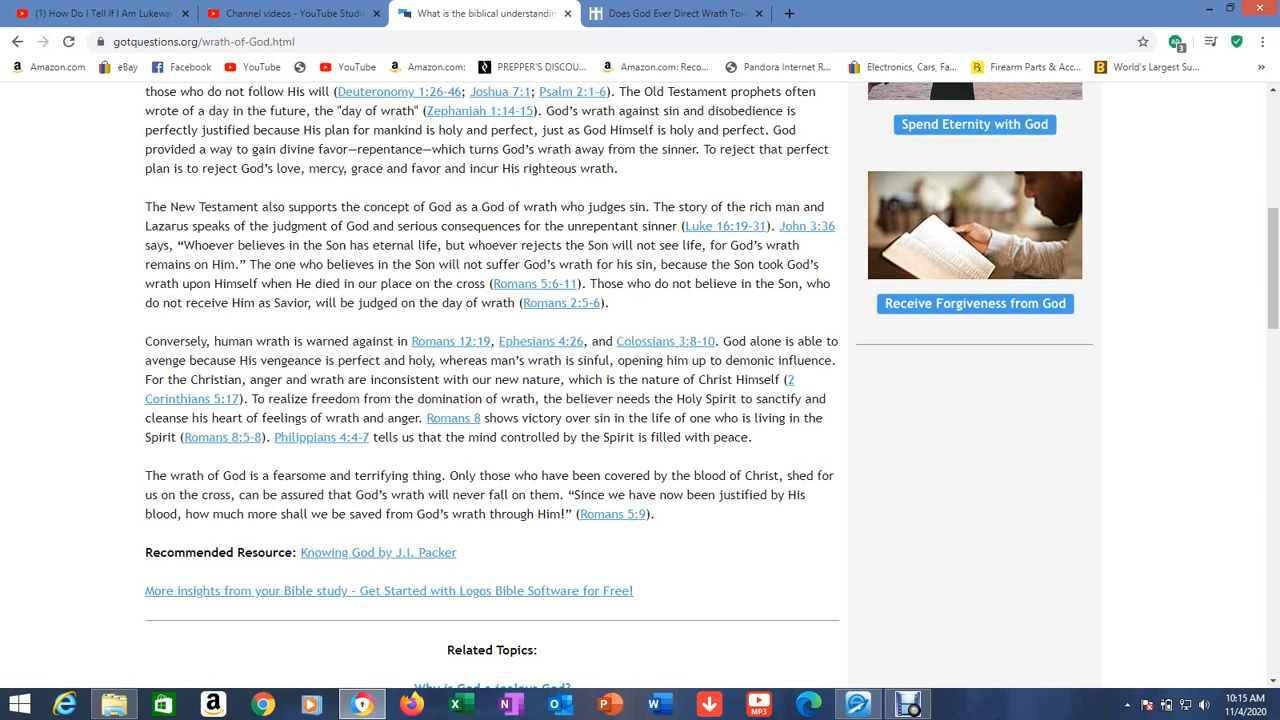 (1) How Do I Tell If I Am Lukewa
Channel videos - YouTube Studi
What is the biblical understandin
Does God Ever Direct Wrath Tow
gotquestions.org/wrath-of-God.html
Amazon.com
eBay
Facebook
YouTube
YouTube
Amazon.com:
PREPPER'S DISCOU...
Amazon.com: Reco...
Pandora Internet R...
Electronics, Cars, Fa...
Firearm Parts & Acc...
World's Largest Su...
»
those who do not follow His will (Deuteronomy 1:26-46; Joshua 7:1; Psalm 2:1-6). The Old Testament prophets often
wrote of a day in the future, the "day of wrath" (Zephaniah 1:14-15). God’s wrath against sin and disobedience is
perfectly justified because His plan for mankind is holy and perfect, just as God Himself is holy and perfect. God
provided a way to gain divine favor—repentance—which turns God’s wrath away from the sinner. To reject that perfect
plan is to reject God’s love, mercy, grace and favor and incur His righteous wrath.
The New Testament also supports the concept of God as a God of wrath who judges sin. The story of the rich man and
Lazarus speaks of the judgment of God and serious consequences for the unrepentant sinner (Luke 16:19-31). John 3:36
says, “Whoever believes in the Son has eternal life, but whoever rejects the Son will not see life, for God’s wrath
remains on Him.” The one who believes in the Son will not suffer God’s wrath for his sin, because the Son took God’s
wrath upon Himself when He died in our place on the cross (Romans 5:6-11). Those who do not believe in the Son, who
do not receive Him as Savior, will be judged on the day of wrath (Romans 2:5-6).
Conversely, human wrath is warned against in Romans 12:19, Ephesians 4:26, and Colossians 3:8-10. God alone is able to
avenge because His vengeance is perfect and holy, whereas man’s wrath is sinful, opening him up to demonic influence.
For the Christian, anger and wrath are inconsistent with our new nature, which is the nature of Christ Himself (2
Corinthians 5:17). To realize freedom from the domination of wrath, the believer needs the Holy Spirit to sanctify and
cleanse his heart of feelings of wrath and anger. Romans 8 shows victory over sin in the life of one who is living in the
Spirit (Romans 8:5-8). Philippians 4:4-7 tells us that the mind controlled by the Spirit is filled with peace.
The wrath of God is a fearsome and terrifying thing. Only those who have been covered by the blood of Christ, shed for
us on the cross, can be assured that God’s wrath will never fall on them. “Since we have now been justified by His
blood, how much more shall we be saved from God’s wrath through Him!” (Romans 5:9).
Recommended Resource: Knowing God by J.I. Packer
More insights from your Bible study - Get Started with Logos Bible Software for Free!
Related Topics:
Why is God a jealous God?
Spend Eternity with God
Receive Forgiveness from God
MP3
10:15 AM
11/4/2020